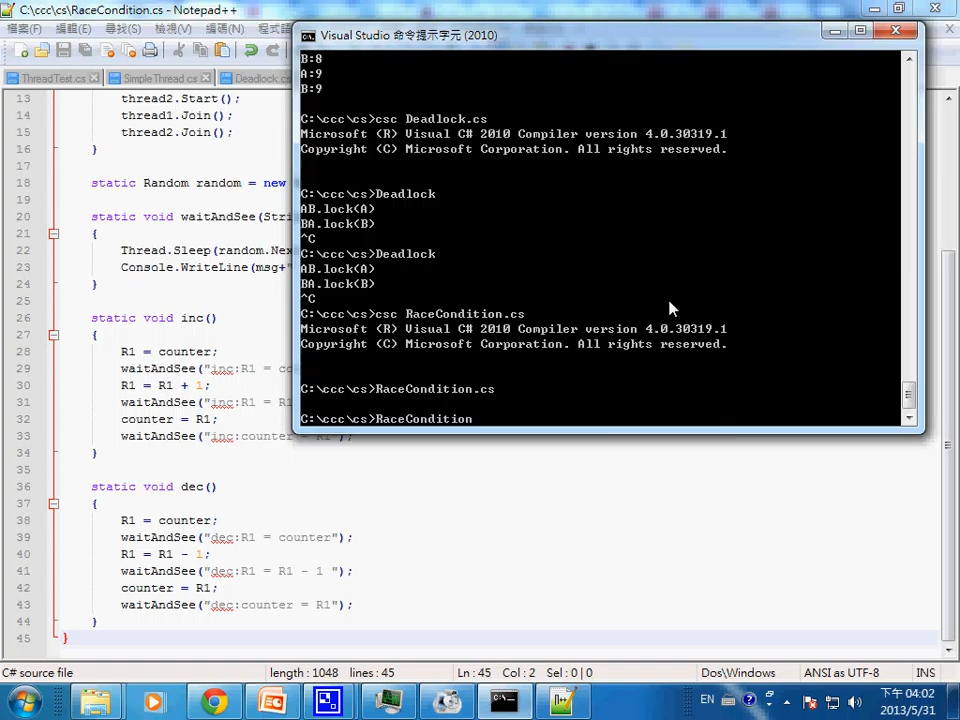 C:\ccc\cs\RaceCondition.cs - Notepad++
檔案(F) 編輯(E) 尋找(S) 檢視(V) 編碼(N) 程式語
ThreadTest.cs SimpleThread.cs Deadlock.cs
13 thread2.Start();
14 thread1.Join();
15 thread2.Join();
16 }
17
18 static Random random = new
19
20 static void waitAndSee(Stri
21 {
22 Thread.Sleep(random.Nex
23 Console.WriteLine(msg+"
24 }
25
26 static void inc()
27 {
28 R1 = counter;
29 waitAndSee("inc:R1 = co
30 R1 = R1 + 1;
31 waitAndSee("inc:R1 = R1
32 counter = R1;
33 waitAndSee("inc:counter = R1");
34 }
35
36 static void dec()
37 {
38 R1 = counter;
39 waitAndSee("dec:R1 = counter");
40 R1 = R1 - 1;
41 waitAndSee("dec:R1 = R1 - 1 ");
42 counter = R1;
43 waitAndSee("dec:counter = R1");
44 }
45 }
Visual Studio 命令提示字元 (2010)
B:8
A:9
B:9
C:\ccc\cs>csc Deadlock.cs
Microsoft (R) Visual C# 2010 Compiler version 4.0.30319.1
Copyright (C) Microsoft Corporation. All rights reserved.
C:\ccc\cs>Deadlock
AB.lock(A)
BA.lock(B)
^C
C:\ccc\cs>Deadlock
AB.lock(A)
BA.lock(B)
^C
C:\ccc\cs>csc RaceCondition.cs
Microsoft (R) Visual C# 2010 Compiler version 4.0.30319.1
Copyright (C) Microsoft Corporation. All rights reserved.
C:\ccc\cs>RaceCondition.cs
C:\ccc\cs>RaceCondition
C# source file length : 1048 lines : 45 Ln : 45 Col : 2 Sel : 0 | 0 Dos\Windows ANSI as UTF-8 INS
EN
下午 04:02
2013/5/31